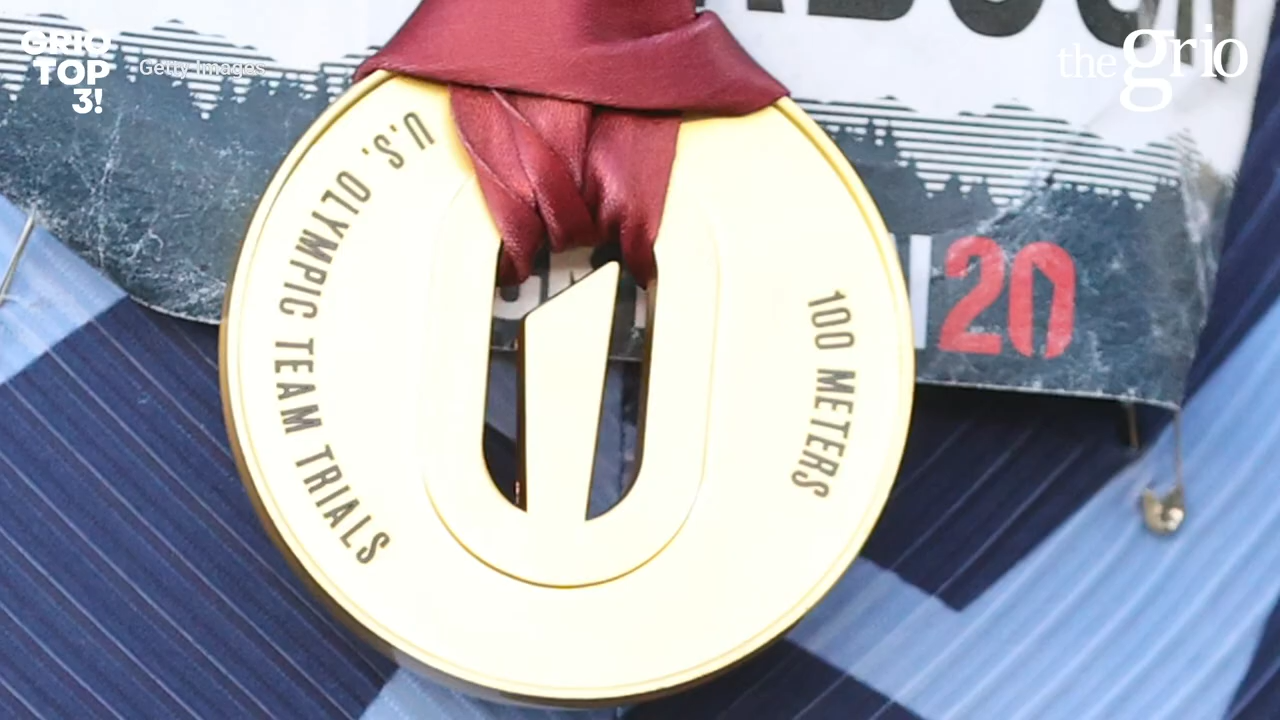 GRIO
TOP
3!
Getty Images
thegrio
U.S. OLYMPIC TEAM TRIALS
100 METERS
20